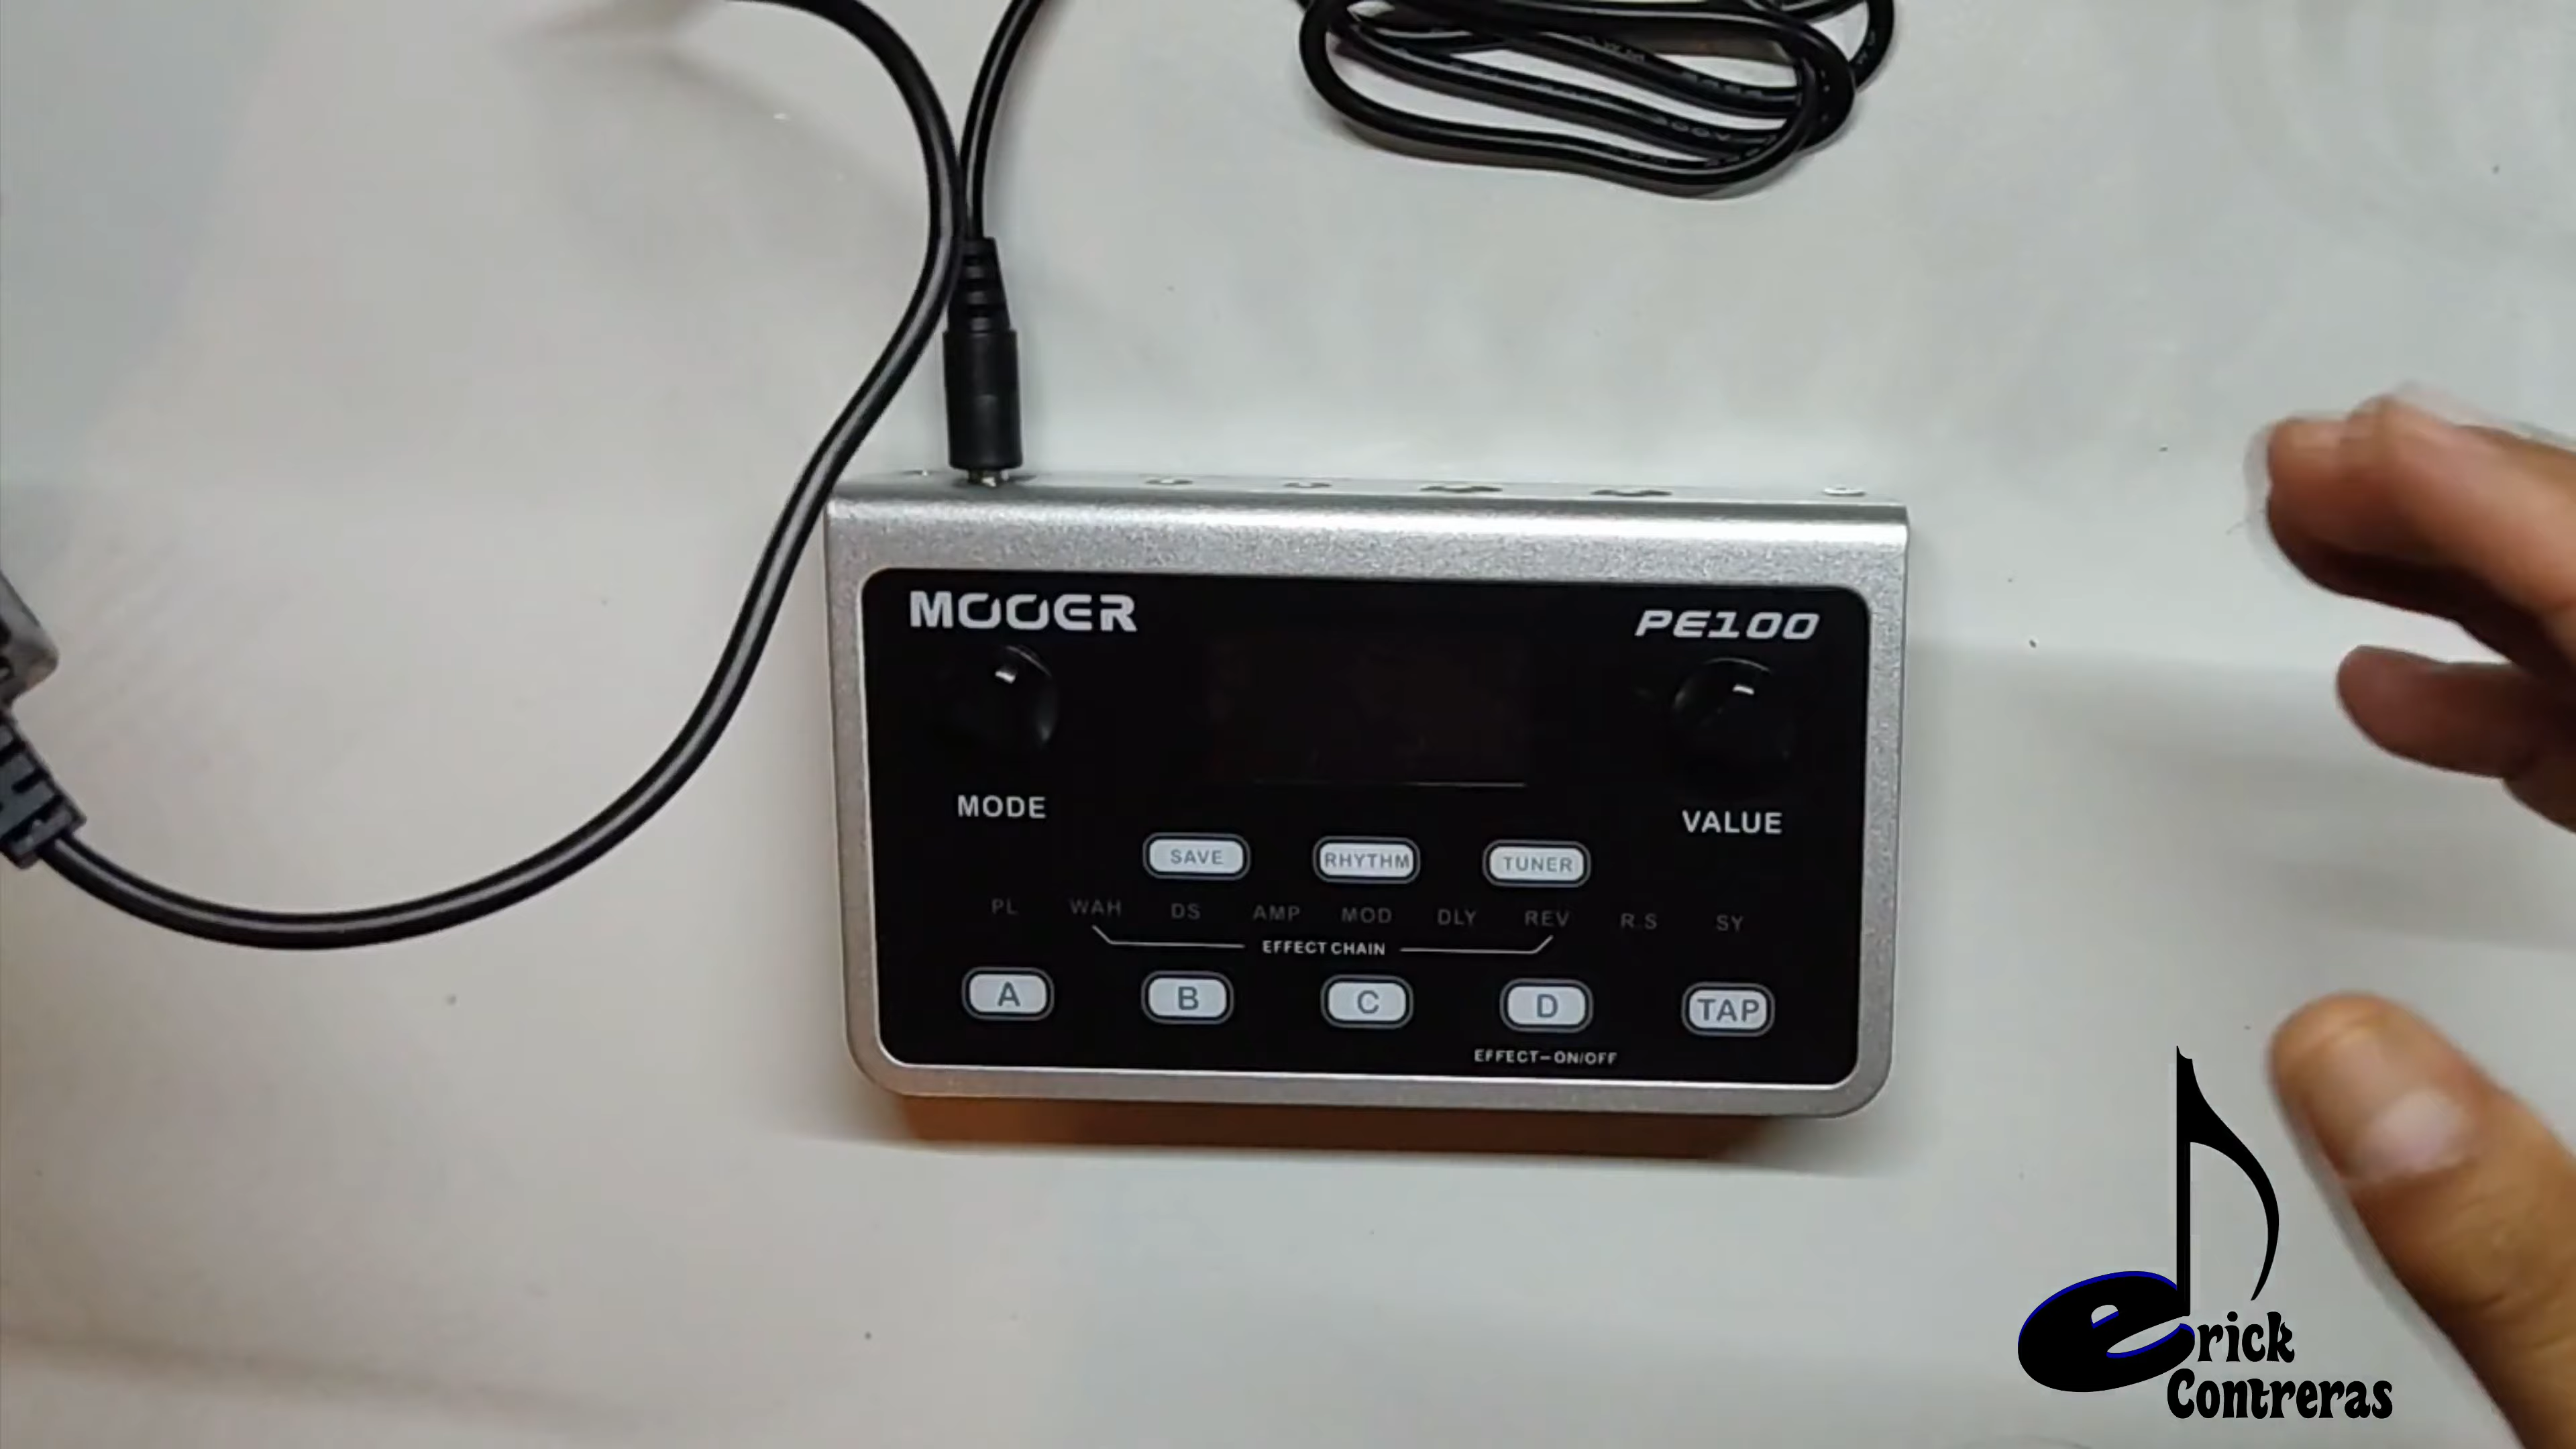 MOOER
PE100
MODE
VALUE
SAVE RHYTHM TUNER
PL WAH DS AMP MOD DLY REV R.S SY
EFFECT CHAIN
A B C D TAP
EFFECT-ON/OFF
erick
Contreras